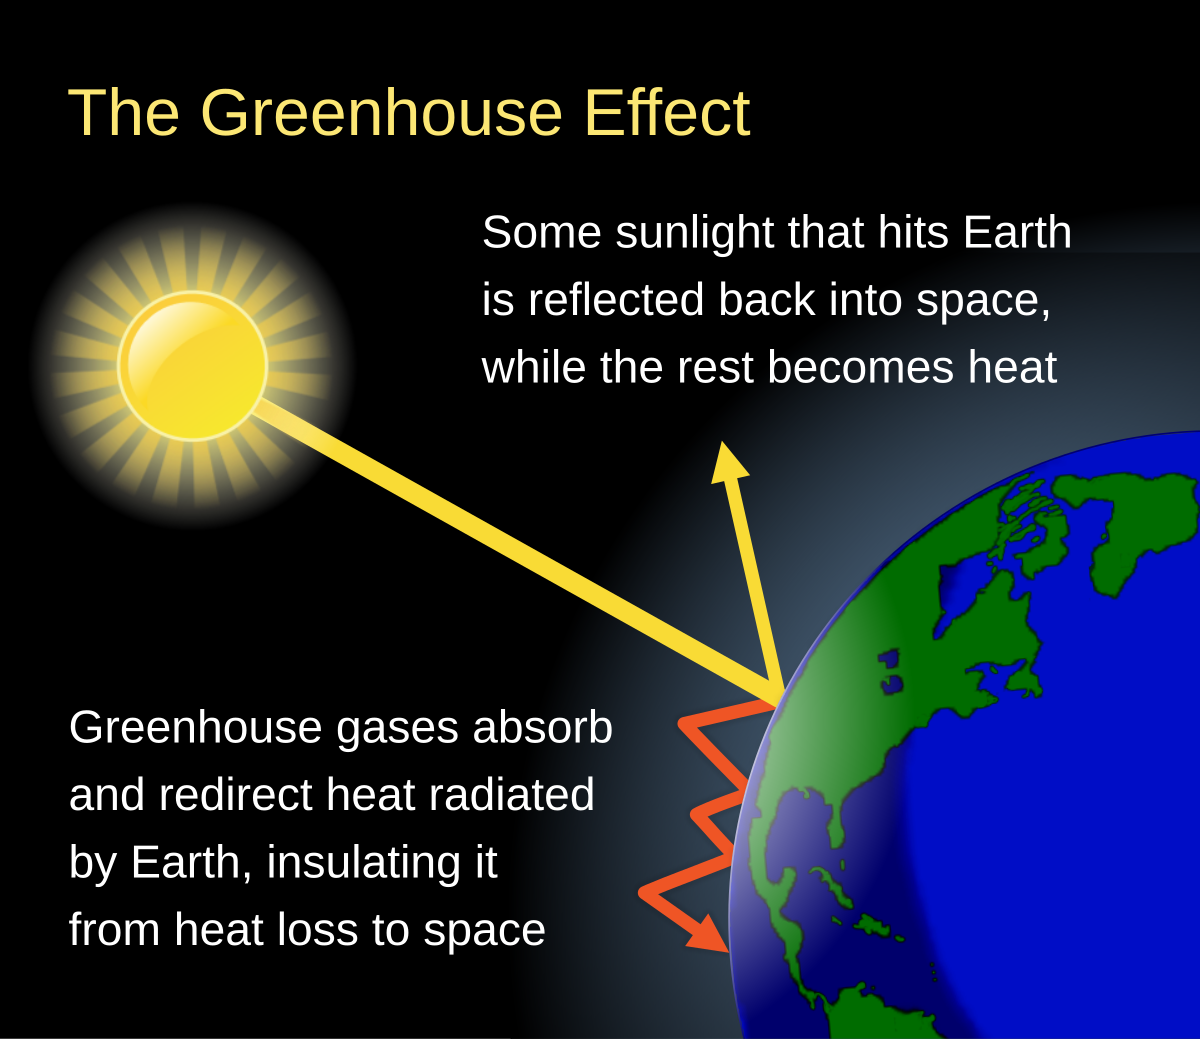 The Greenhouse Effect
Some sunlight that hits Earth
is reflected back into space,
while the rest becomes heat
Greenhouse gases absorb
and redirect heat radiated
by Earth, insulating it
from heat loss to space